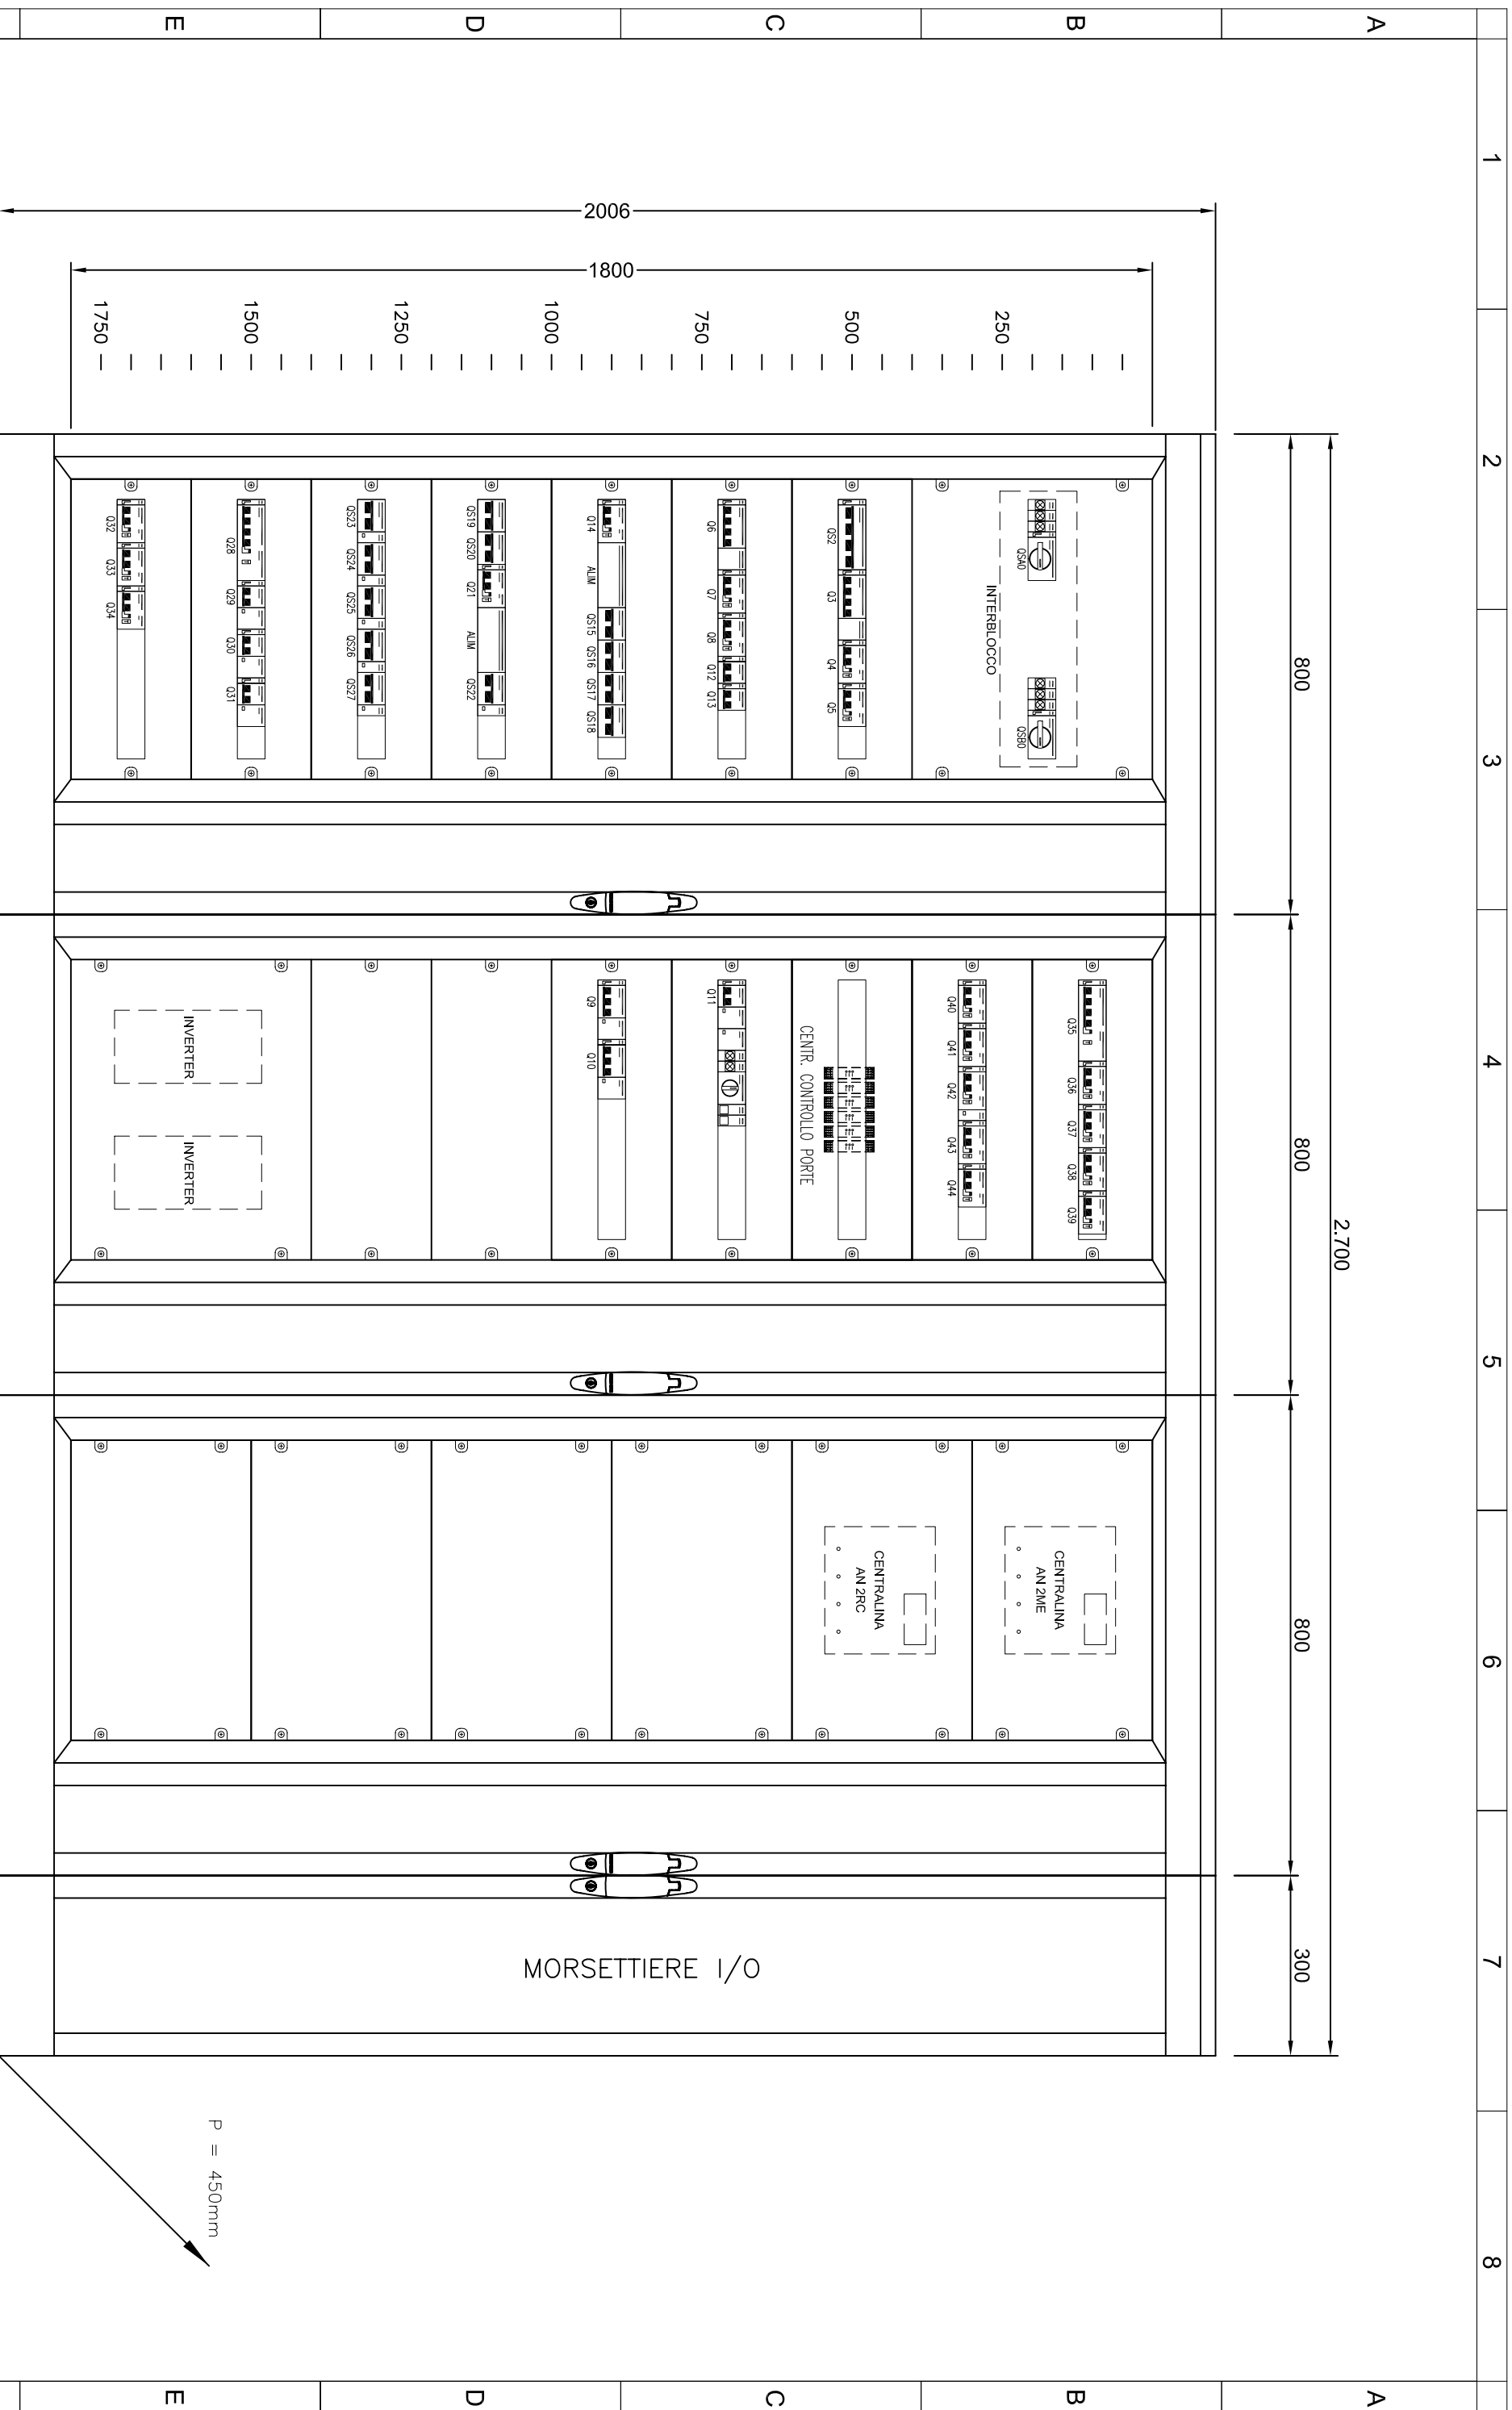 1 2 3 4 5 6 7 8
A A
2.700
800 800 800 300
2006
1800
B B
QSA0 QSB0
INTERBLOCCO
250
Q35 Q36 Q37 Q38 Q39
Q40 Q41 Q42 Q43 Q44
CENTRALINA
AN 2ME
500
QS2 Q3 Q4 Q5
CENTR. CONTROLLO PORTE
CENTRALINA
AN 2RC
C C
750
Q6 Q7 Q8 Q12 Q13
Q11
1000
Q14 ALIM QS15 QS16 QS17 QS18
Q9 Q10
MORSETTIERE I/O
D D
QS19 QS20 Q21 ALIM QS22
1250
QS23 QS24 QS25 QS26 QS27
1500
Q28 Q29 Q30 Q31
INVERTER INVERTER
P = 450mm
E E
1750
Q32 Q33 Q34